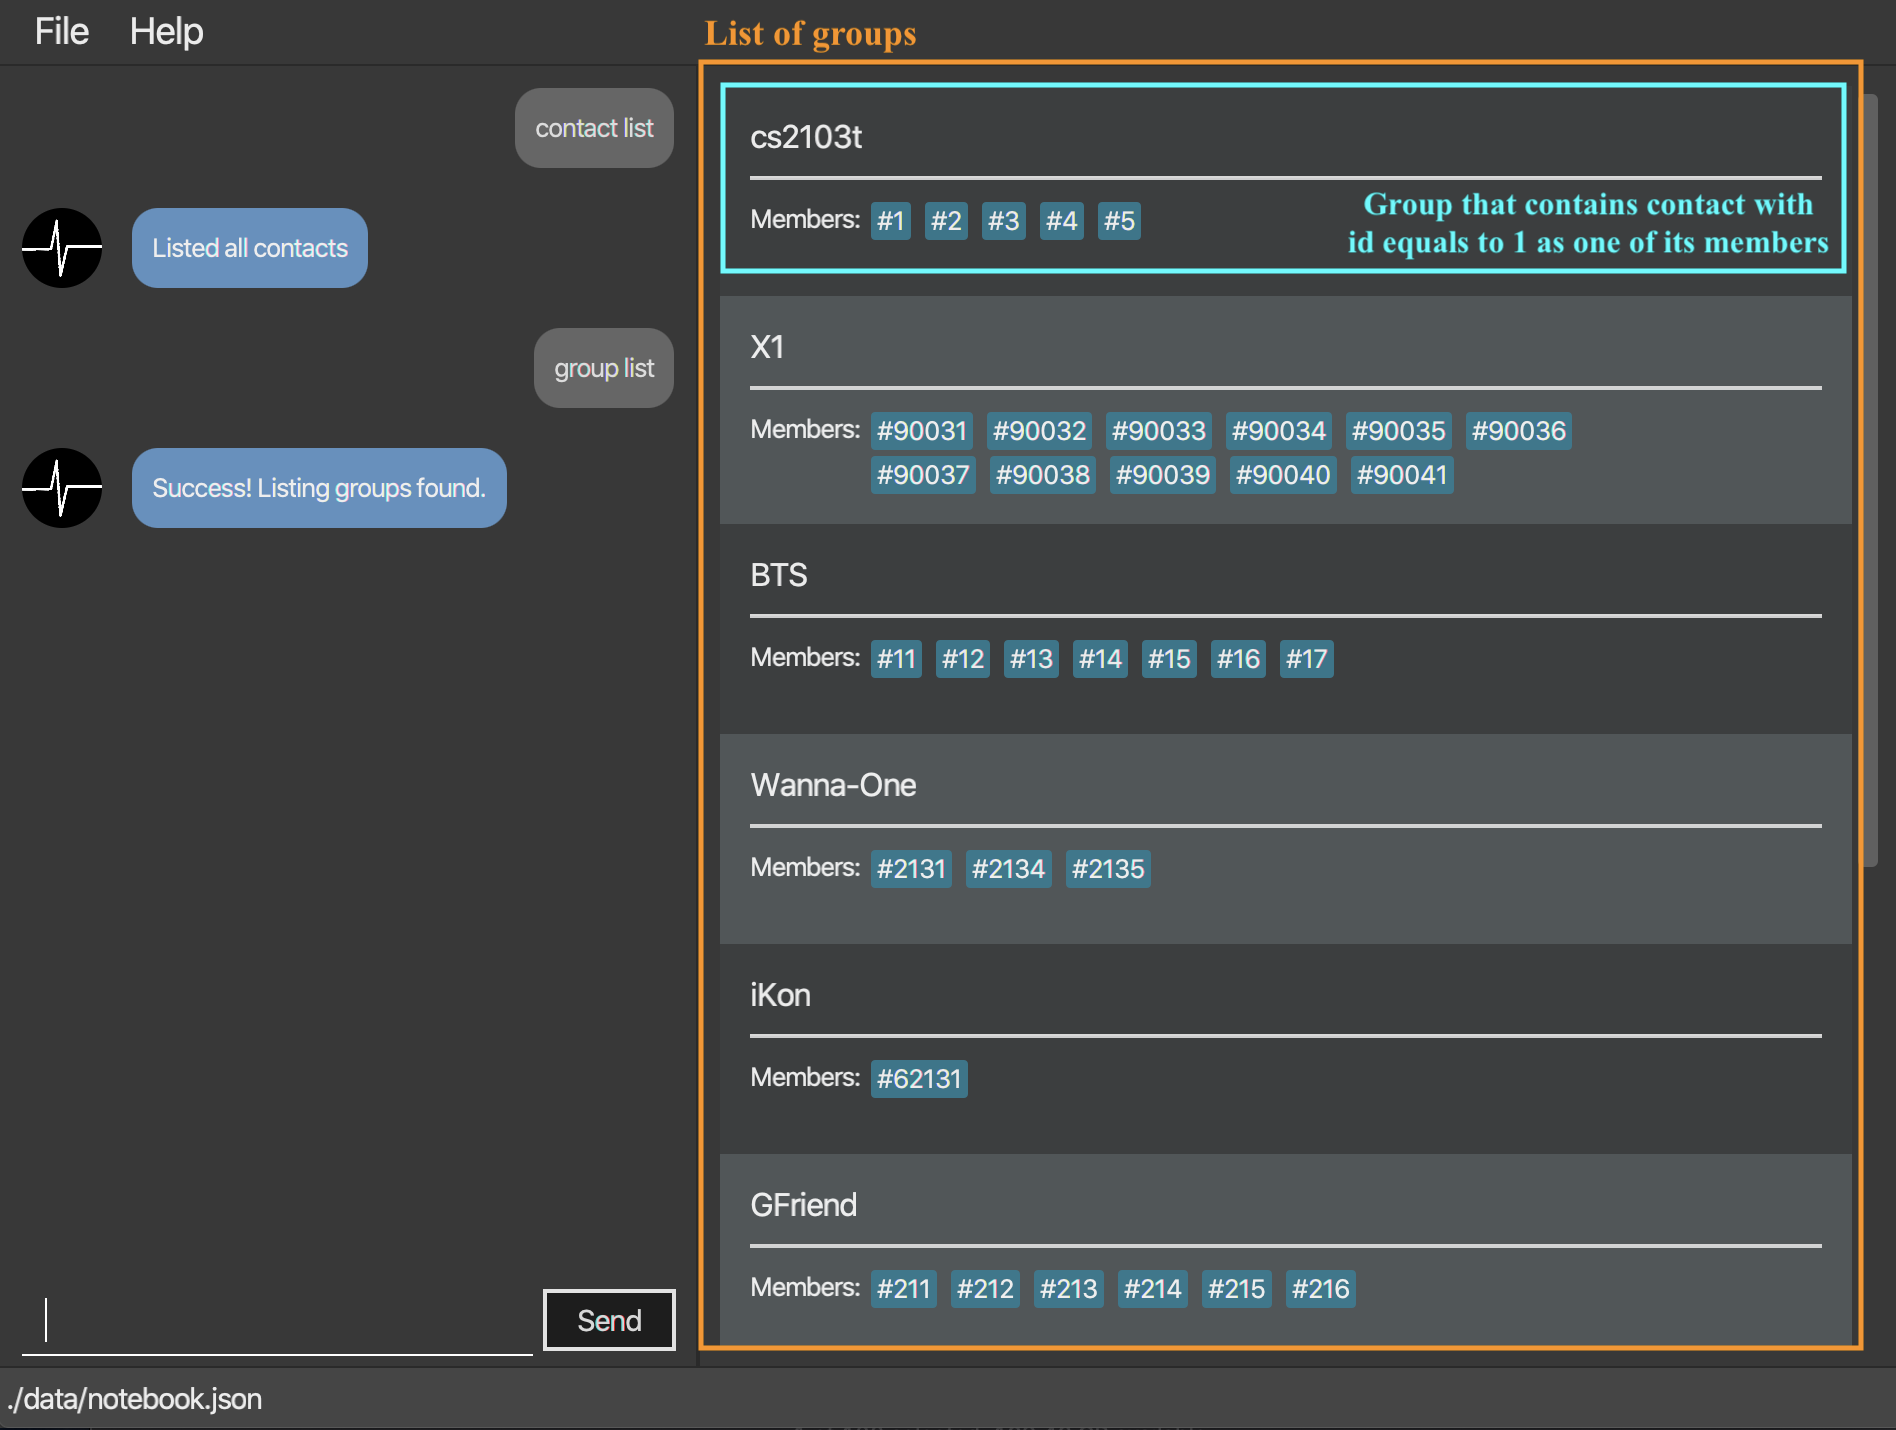 File Help
List of groups
contact list
Listed all contacts
group list
Success! Listing groups found.
Send
cs2103t
Members: #1 #2 #3 #4 #5
Group that contains contact with
id equals to 1 as one of its members
X1
Members: #90031 #90032 #90033 #90034 #90035 #90036
#90037 #90038 #90039 #90040 #90041
BTS
Members: #11 #12 #13 #14 #15 #16 #17
Wanna-One
Members: #2131 #2134 #2135
iKon
Members: #62131
GFriend
Members: #211 #212 #213 #214 #215 #216
./data/notebook.json